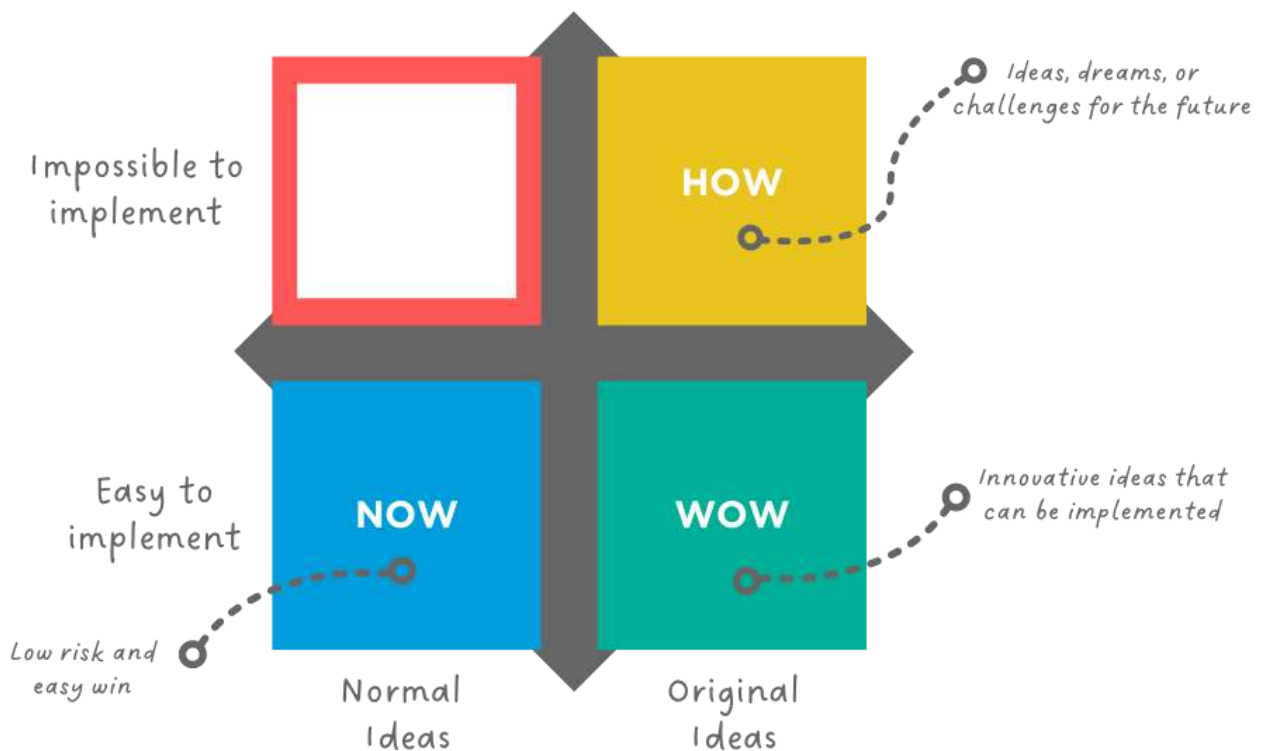 Ideas, dreams, or
challenges for the future
Impossible to
implement
HOW
Easy to
implement
NOW
WOW
Innovative ideas that
can be implemented
Low risk and
easy win
Normal
Ideas
Original
Ideas